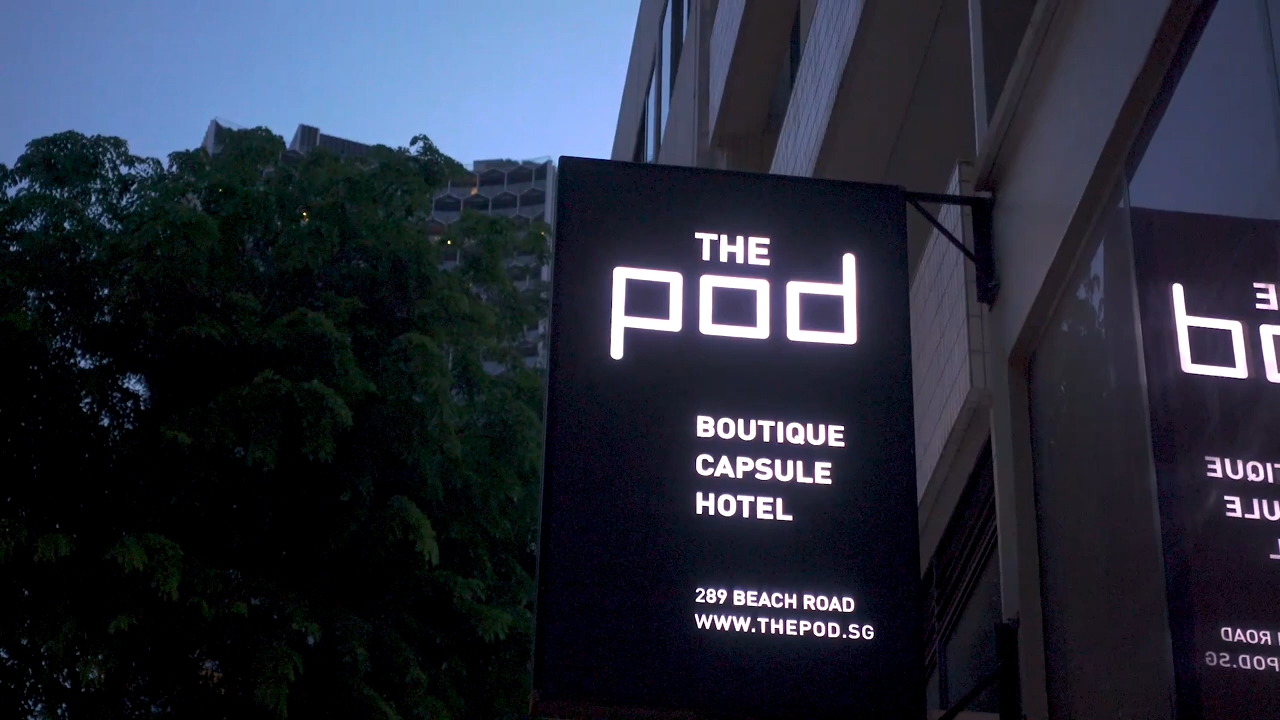 THE
pod
BOUTIQUE
CAPSULE
HOTEL
289 BEACH ROAD
WWW.THEPOD.SG